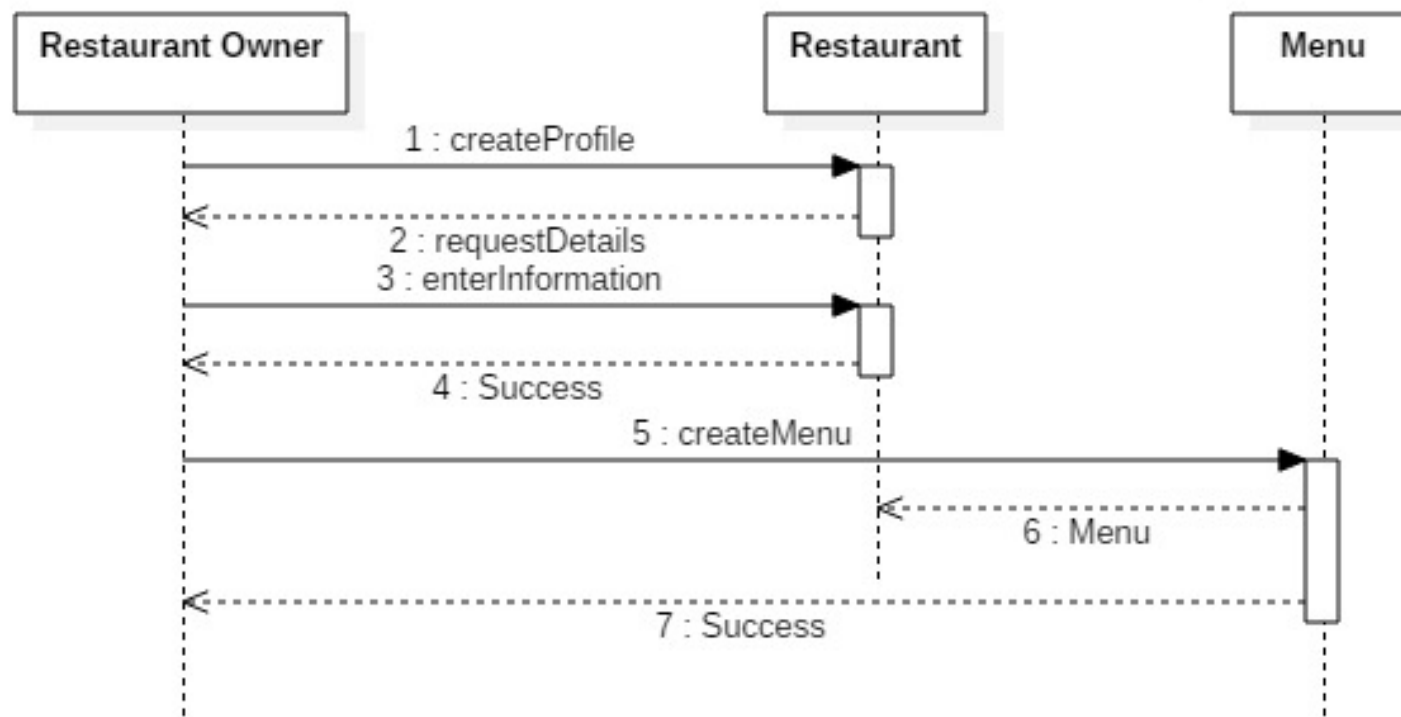 Restaurant Owner
Restaurant
Menu
1 : createProfile
2 : requestDetails
3 : enterInformation
4 : Success
5 : createMenu
6 : Menu
7 : Success